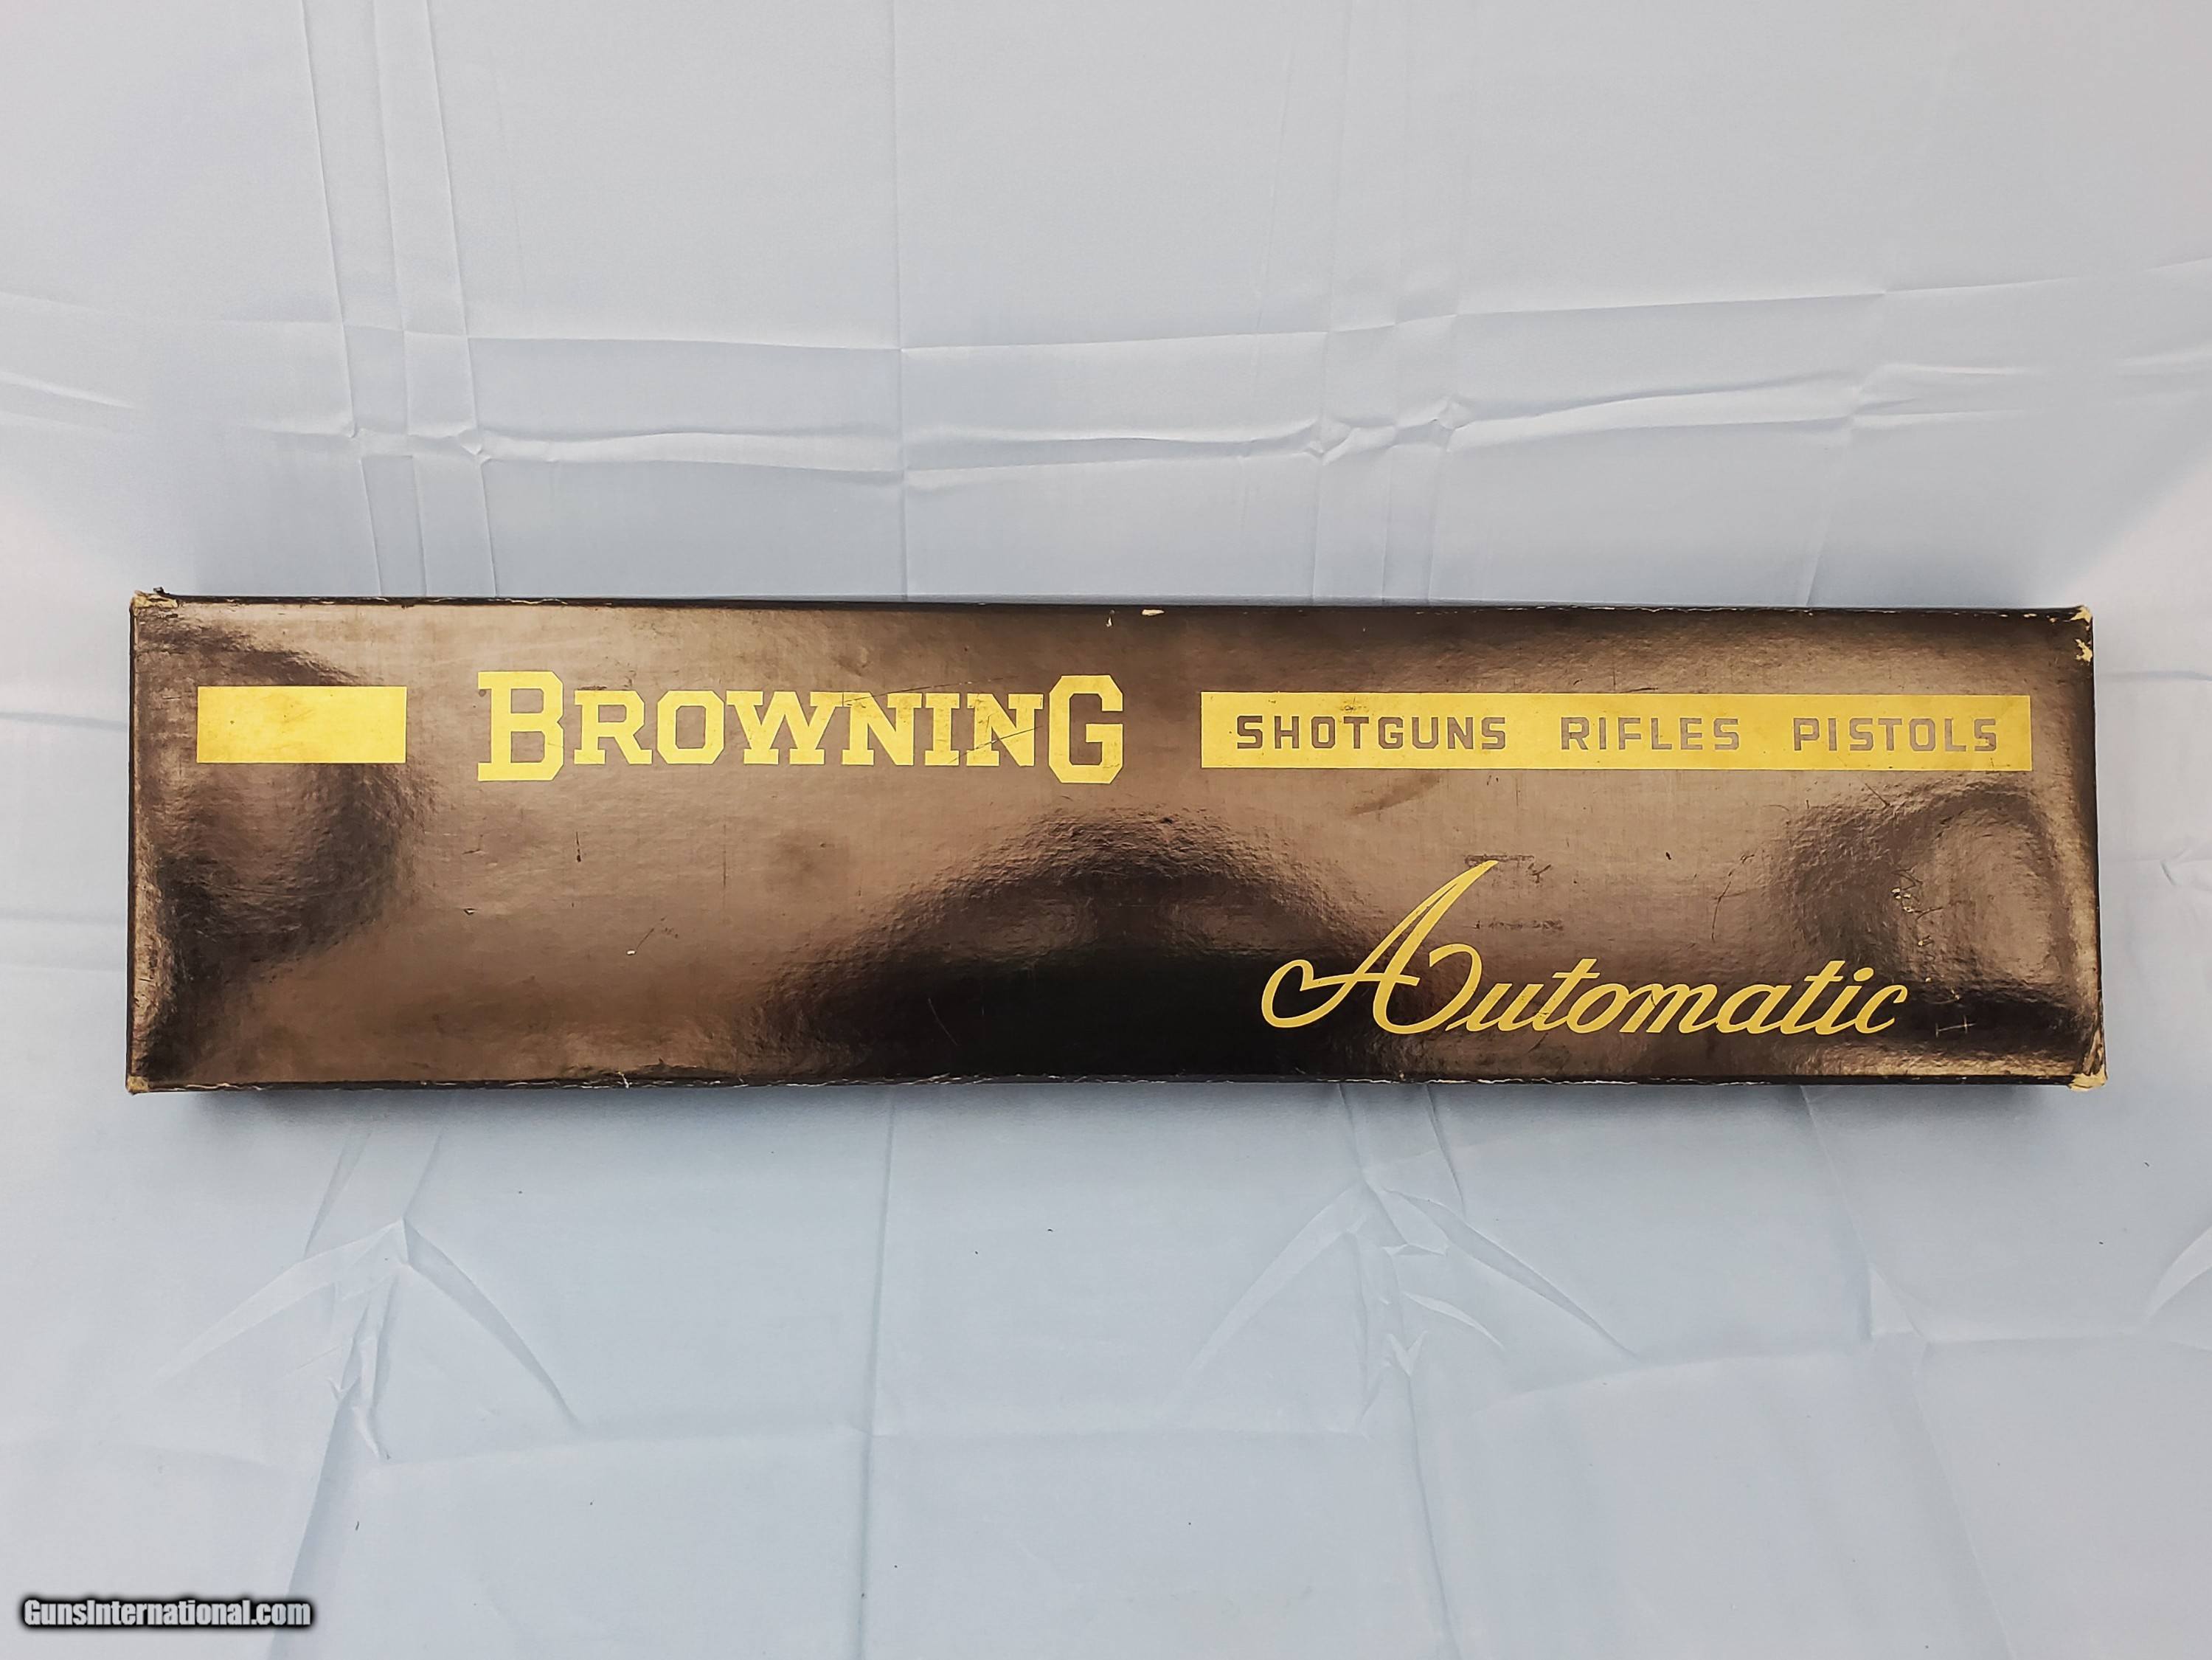 BROWNING SHOTGUNS RIFLES PISTOLS
Automatic
GunsInternational.com